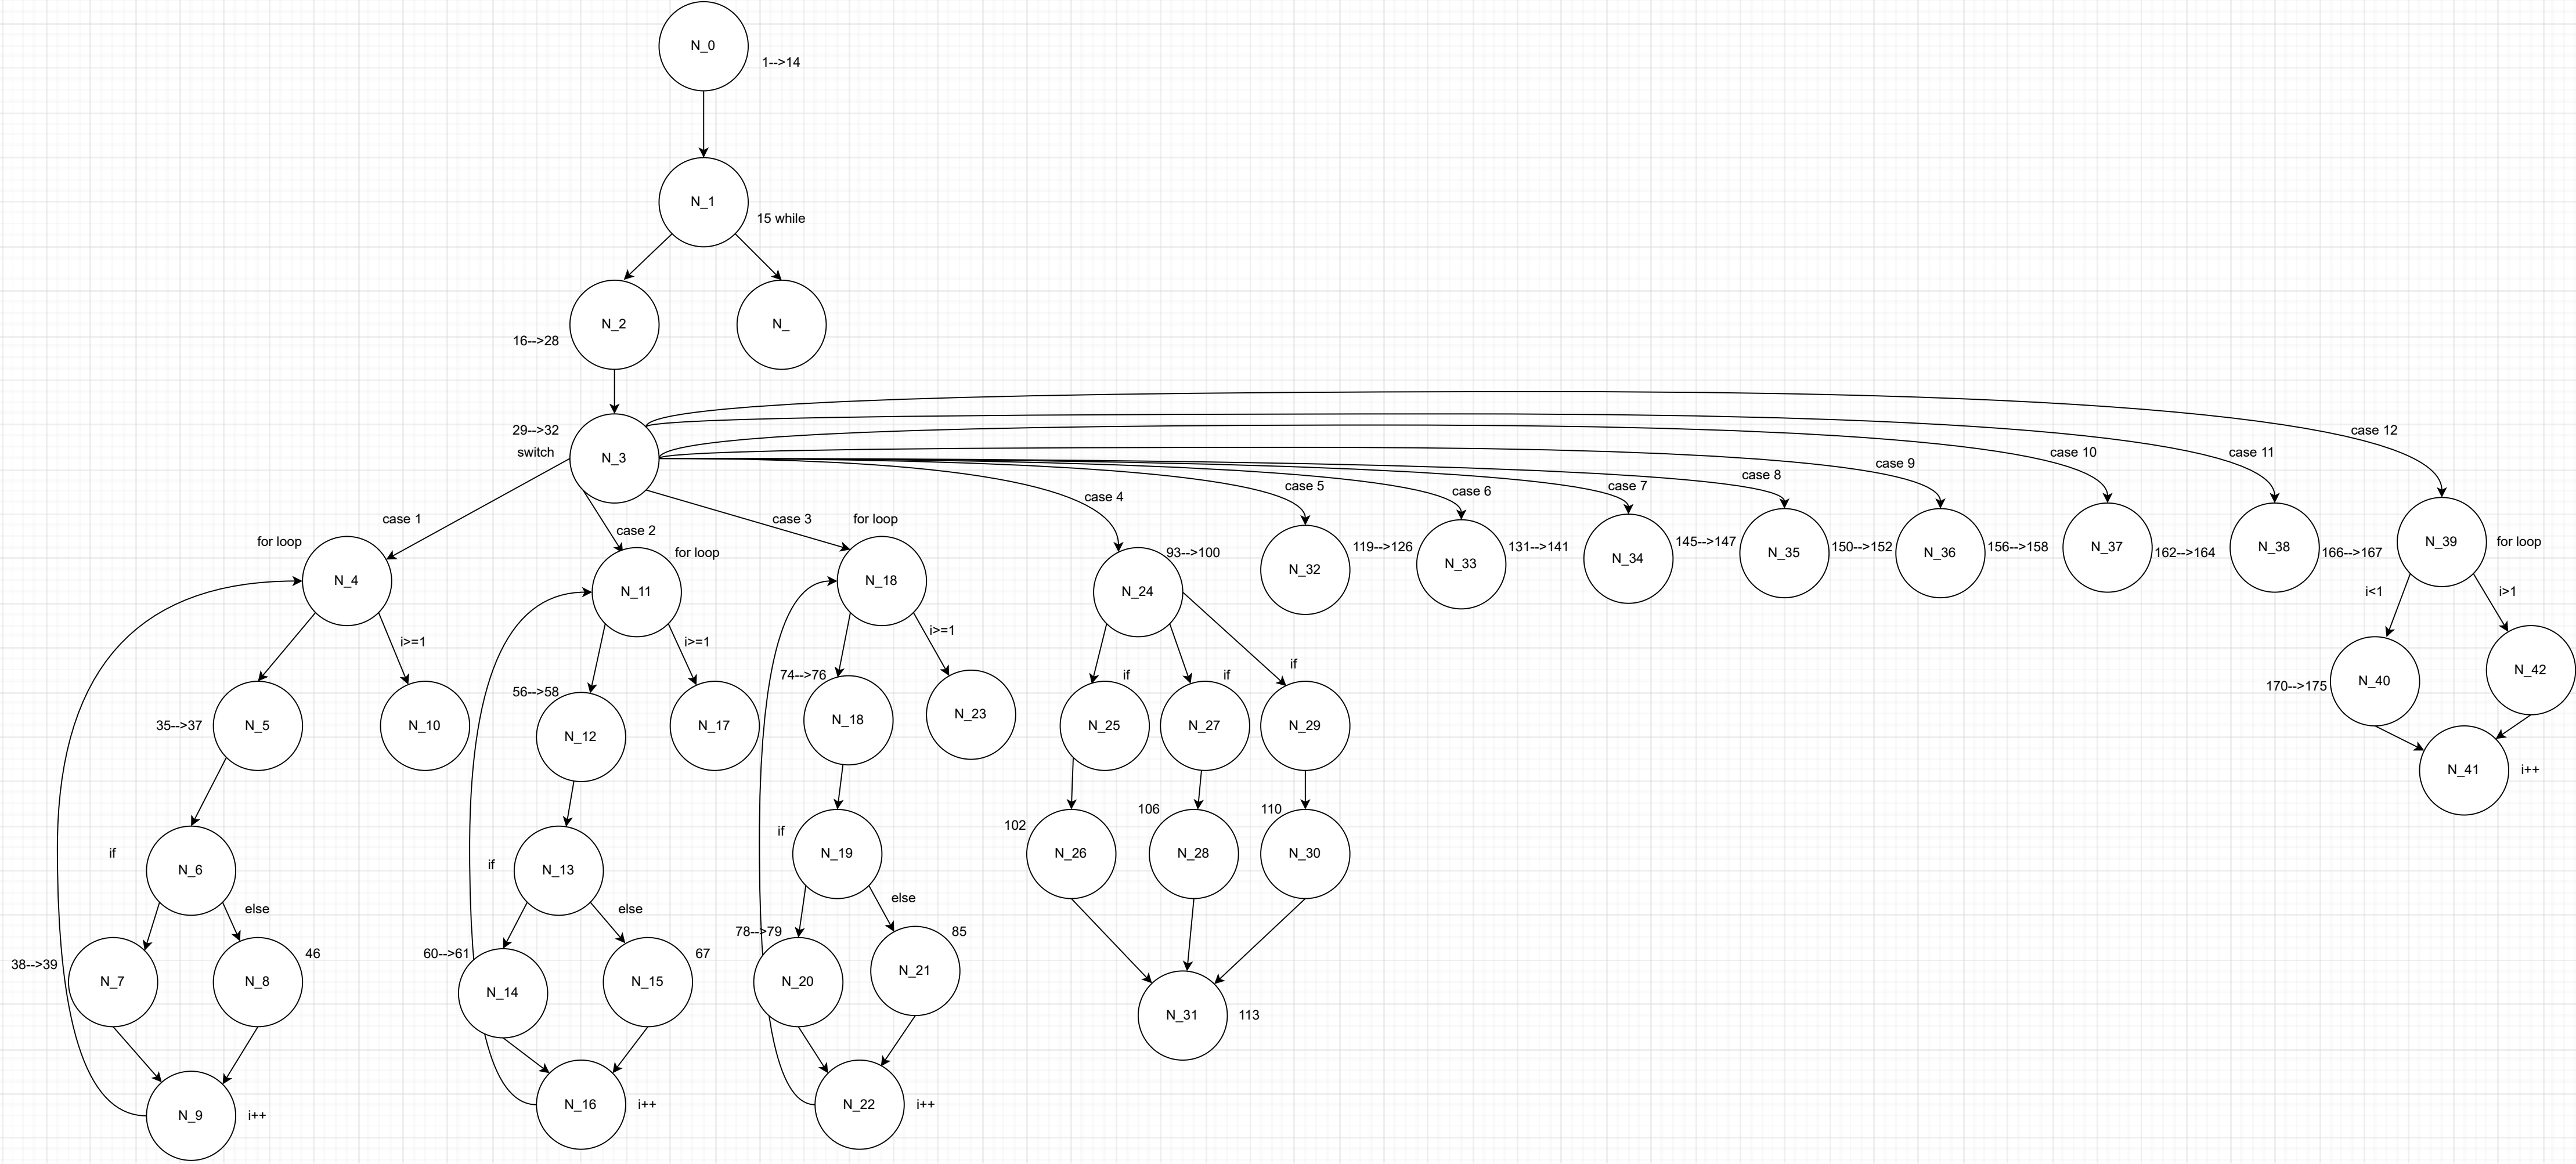 N_0
1-->14
N_1
15 while
N_2
N_
16-->28
29-->32
switch
N_3
case 1
case 2
case 3
case 4
case 5
case 6
case 7
case 8
case 9
case 10
case 11
case 12
for loop
N_4
i>=1
35-->37
N_5
N_10
if
N_6
else
38-->39
N_7
N_8
46
N_9
i++
for loop
N_11
i>=1
56-->58
N_12
N_17
if
N_13
else
60-->61
N_14
N_15
67
N_16
i++
for loop
N_18
i>=1
74-->76
N_18
N_23
if
N_19
else
78-->79
N_20
N_21
85
N_22
i++
93-->100
N_24
if
if
if
N_25
N_27
N_29
102
106
110
N_26
N_28
N_30
N_31
113
N_32
119-->126
N_33
131-->141
N_34
145-->147
N_35
150-->152
N_36
156-->158
N_37
162-->164
N_38
166-->167
N_39
for loop
i<1
i>1
170-->175
N_40
N_42
N_41
i++